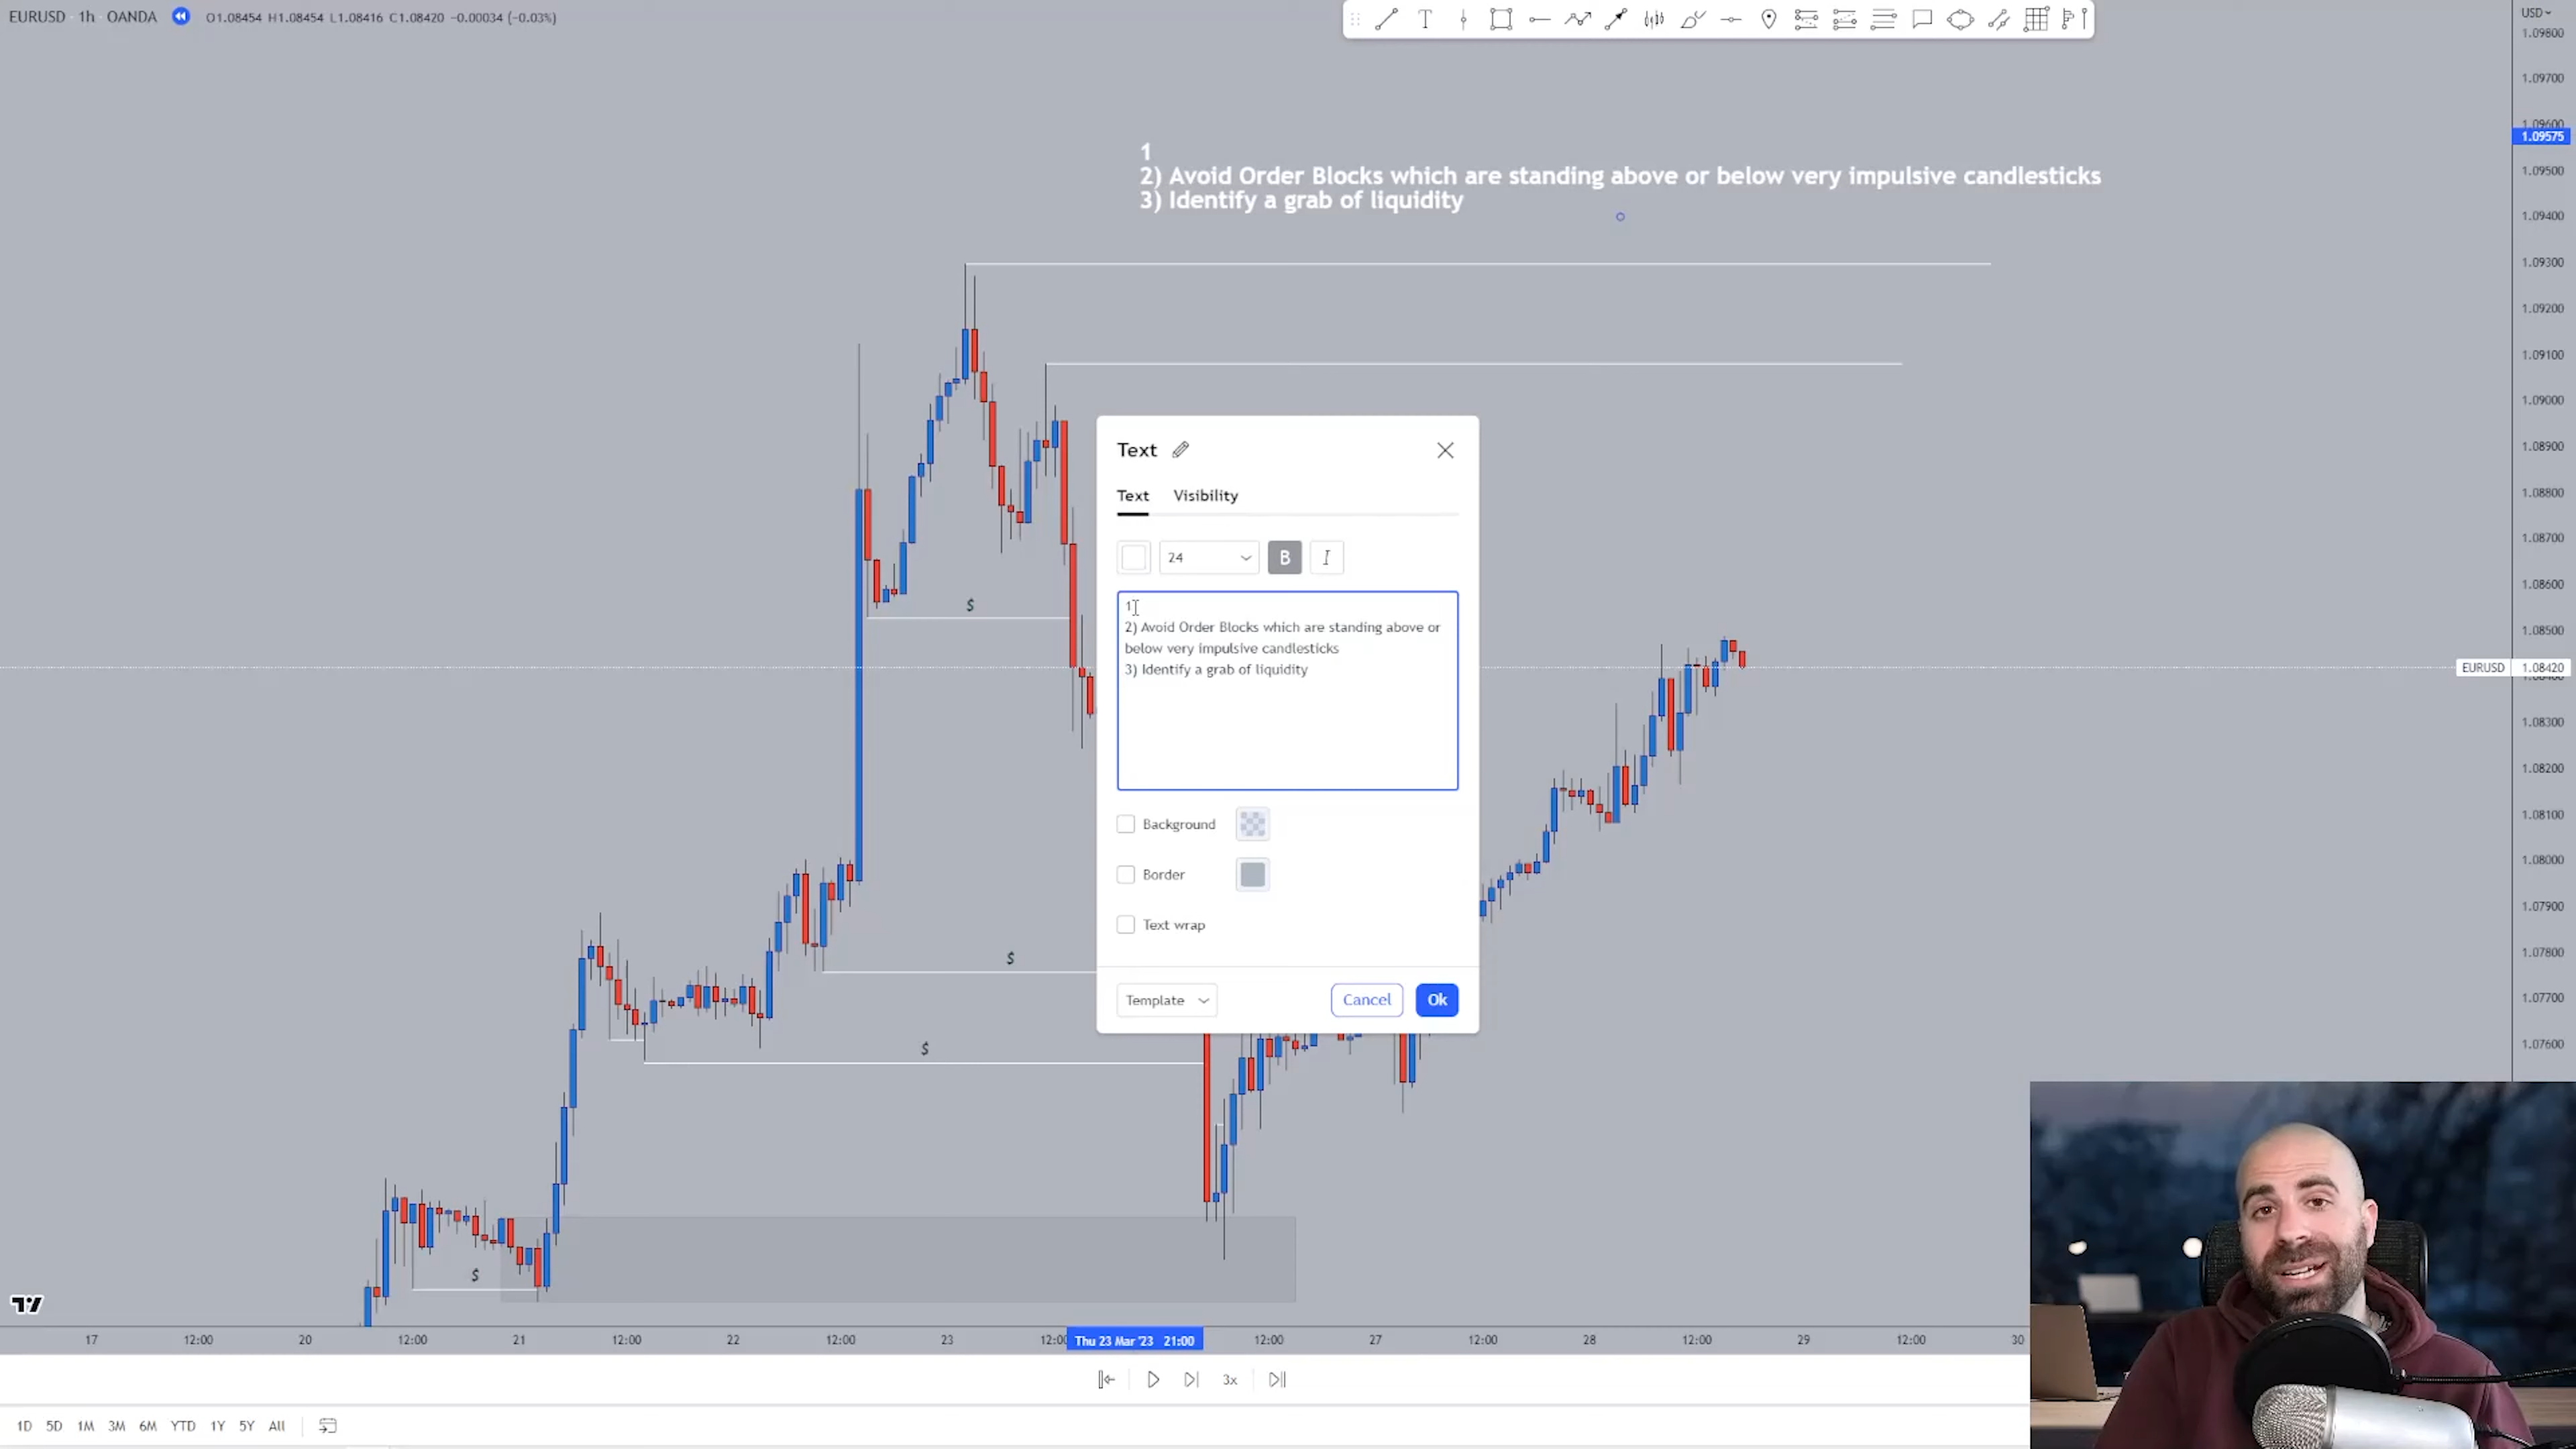 EURUSD · 1h · OANDA O1.08454 H1.08454 L1.08416 C1.08420 −0.00034 (−0.03%)
USD
1.09800
1.09700
1.09600
1.09575
1.09500
1.09400
1.09300
1.09200
1.09100
1.09000
1.08900
1.08800
1.08700
1.08600
1.08500
EURUSD 1.08420
1.08400
1.08300
1.08200
1.08100
1.08000
1.07900
1.07800
1.07700
1.07600
1
2) Avoid Order Blocks which are standing above or below very impulsive candlesticks
3) Identify a grab of liquidity
Text
Text Visibility
24 B I
1
2) Avoid Order Blocks which are standing above or
below very impulsive candlesticks
3) Identify a grab of liquidity
Background
Border
Text wrap
Template Cancel Ok
$
$
$
$
17 12:00 20 12:00 21 12:00 22 12:00 23 12:00 Thu 23 Mar '23 21:00 12:00 27 12:00 28 12:00 29 12:00 30
3x
1D 5D 1M 3M 6M YTD 1Y 5Y All